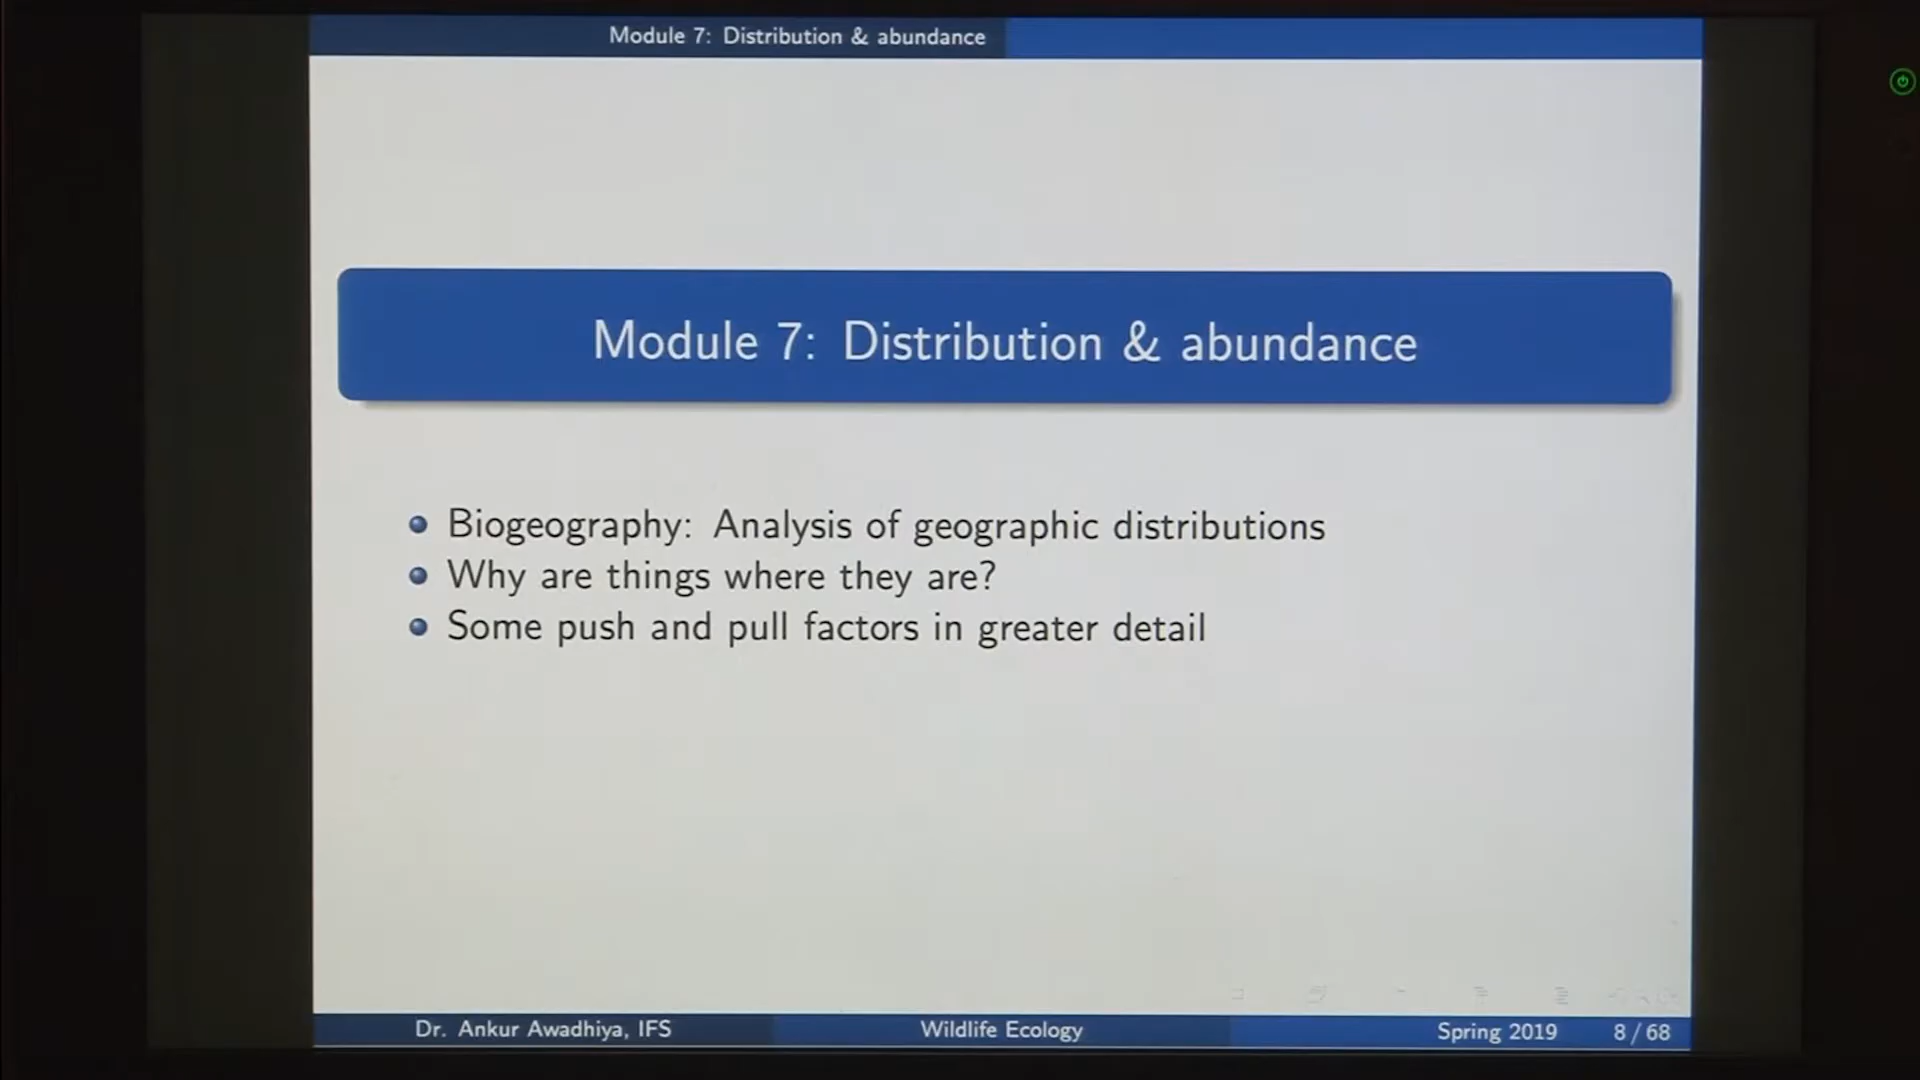 Module 7: Distribution & abundance
Module 7: Distribution & abundance
Biogeography: Analysis of geographic distributions
Why are things where they are?
Some push and pull factors in greater detail
Dr. Ankur Awadhiya, IFS Wildlife Ecology Spring 2019 8 / 68